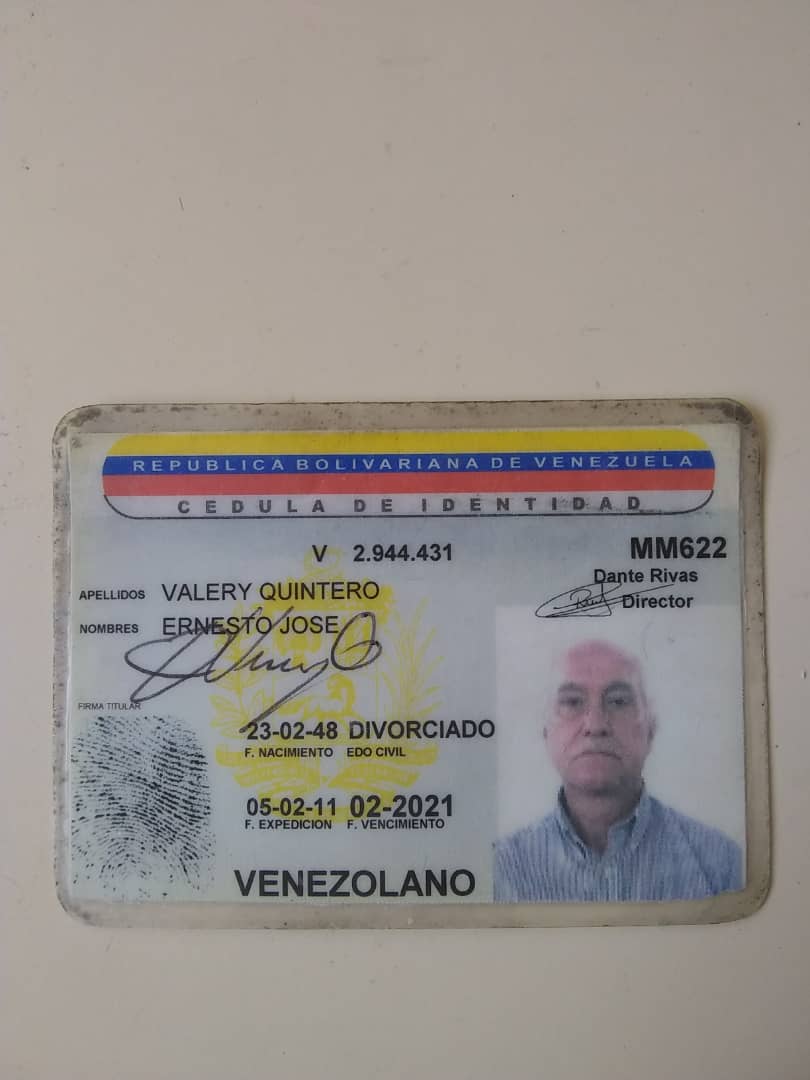 REPUBLICA BOLIVARIANA DE VENEZUELA
CEDULA DE IDENTIDAD
V 2.944.431
MM622
Dante Rivas
Director
APELLIDOS VALERY QUINTERO
NOMBRES ERNESTO JOSE
FIRMA TITULAR
23-02-48 DIVORCIADO
F. NACIMIENTO EDO CIVIL
05-02-11 02-2021
F. EXPEDICION F. VENCIMIENTO
VENEZOLANO